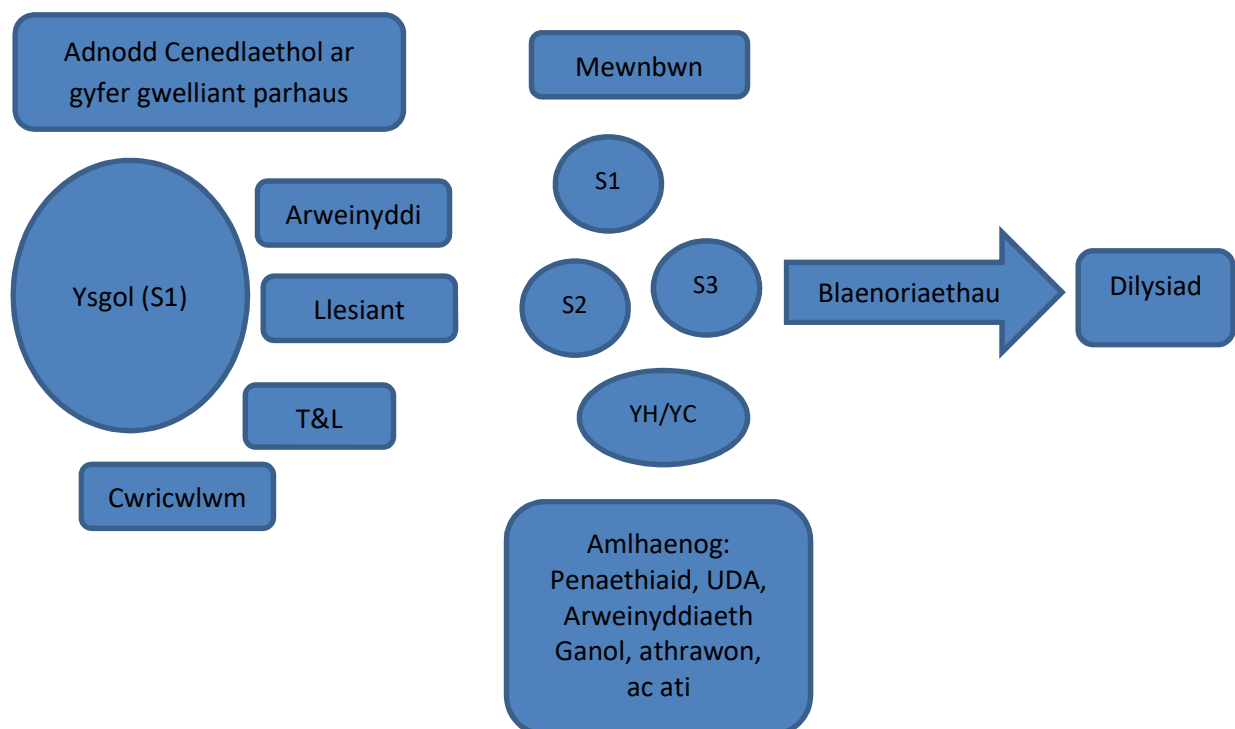 Adnodd Cenedlaethol ar
gyfer gwelliant parhaus
Ysgol (S1)
Arweinyddi
Llesiant
T&L
Cwricwlwm
Mewnbwn
S1
S2
S3
YH/YC
Amlhaenog:
Penaethiaid, UDA,
Arweinyddiaeth
Ganol, athrawon,
ac ati
Blaenoriaethau
Dilysiad